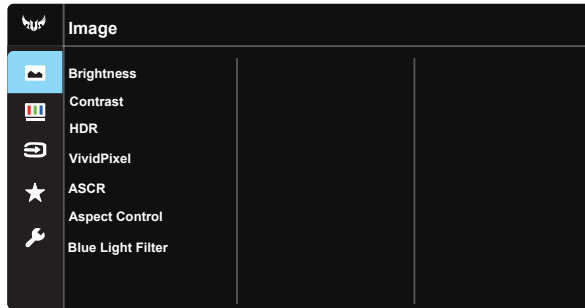 Image
Brightness
Contrast
HDR
VividPixel
ASCR
Aspect Control
Blue Light Filter